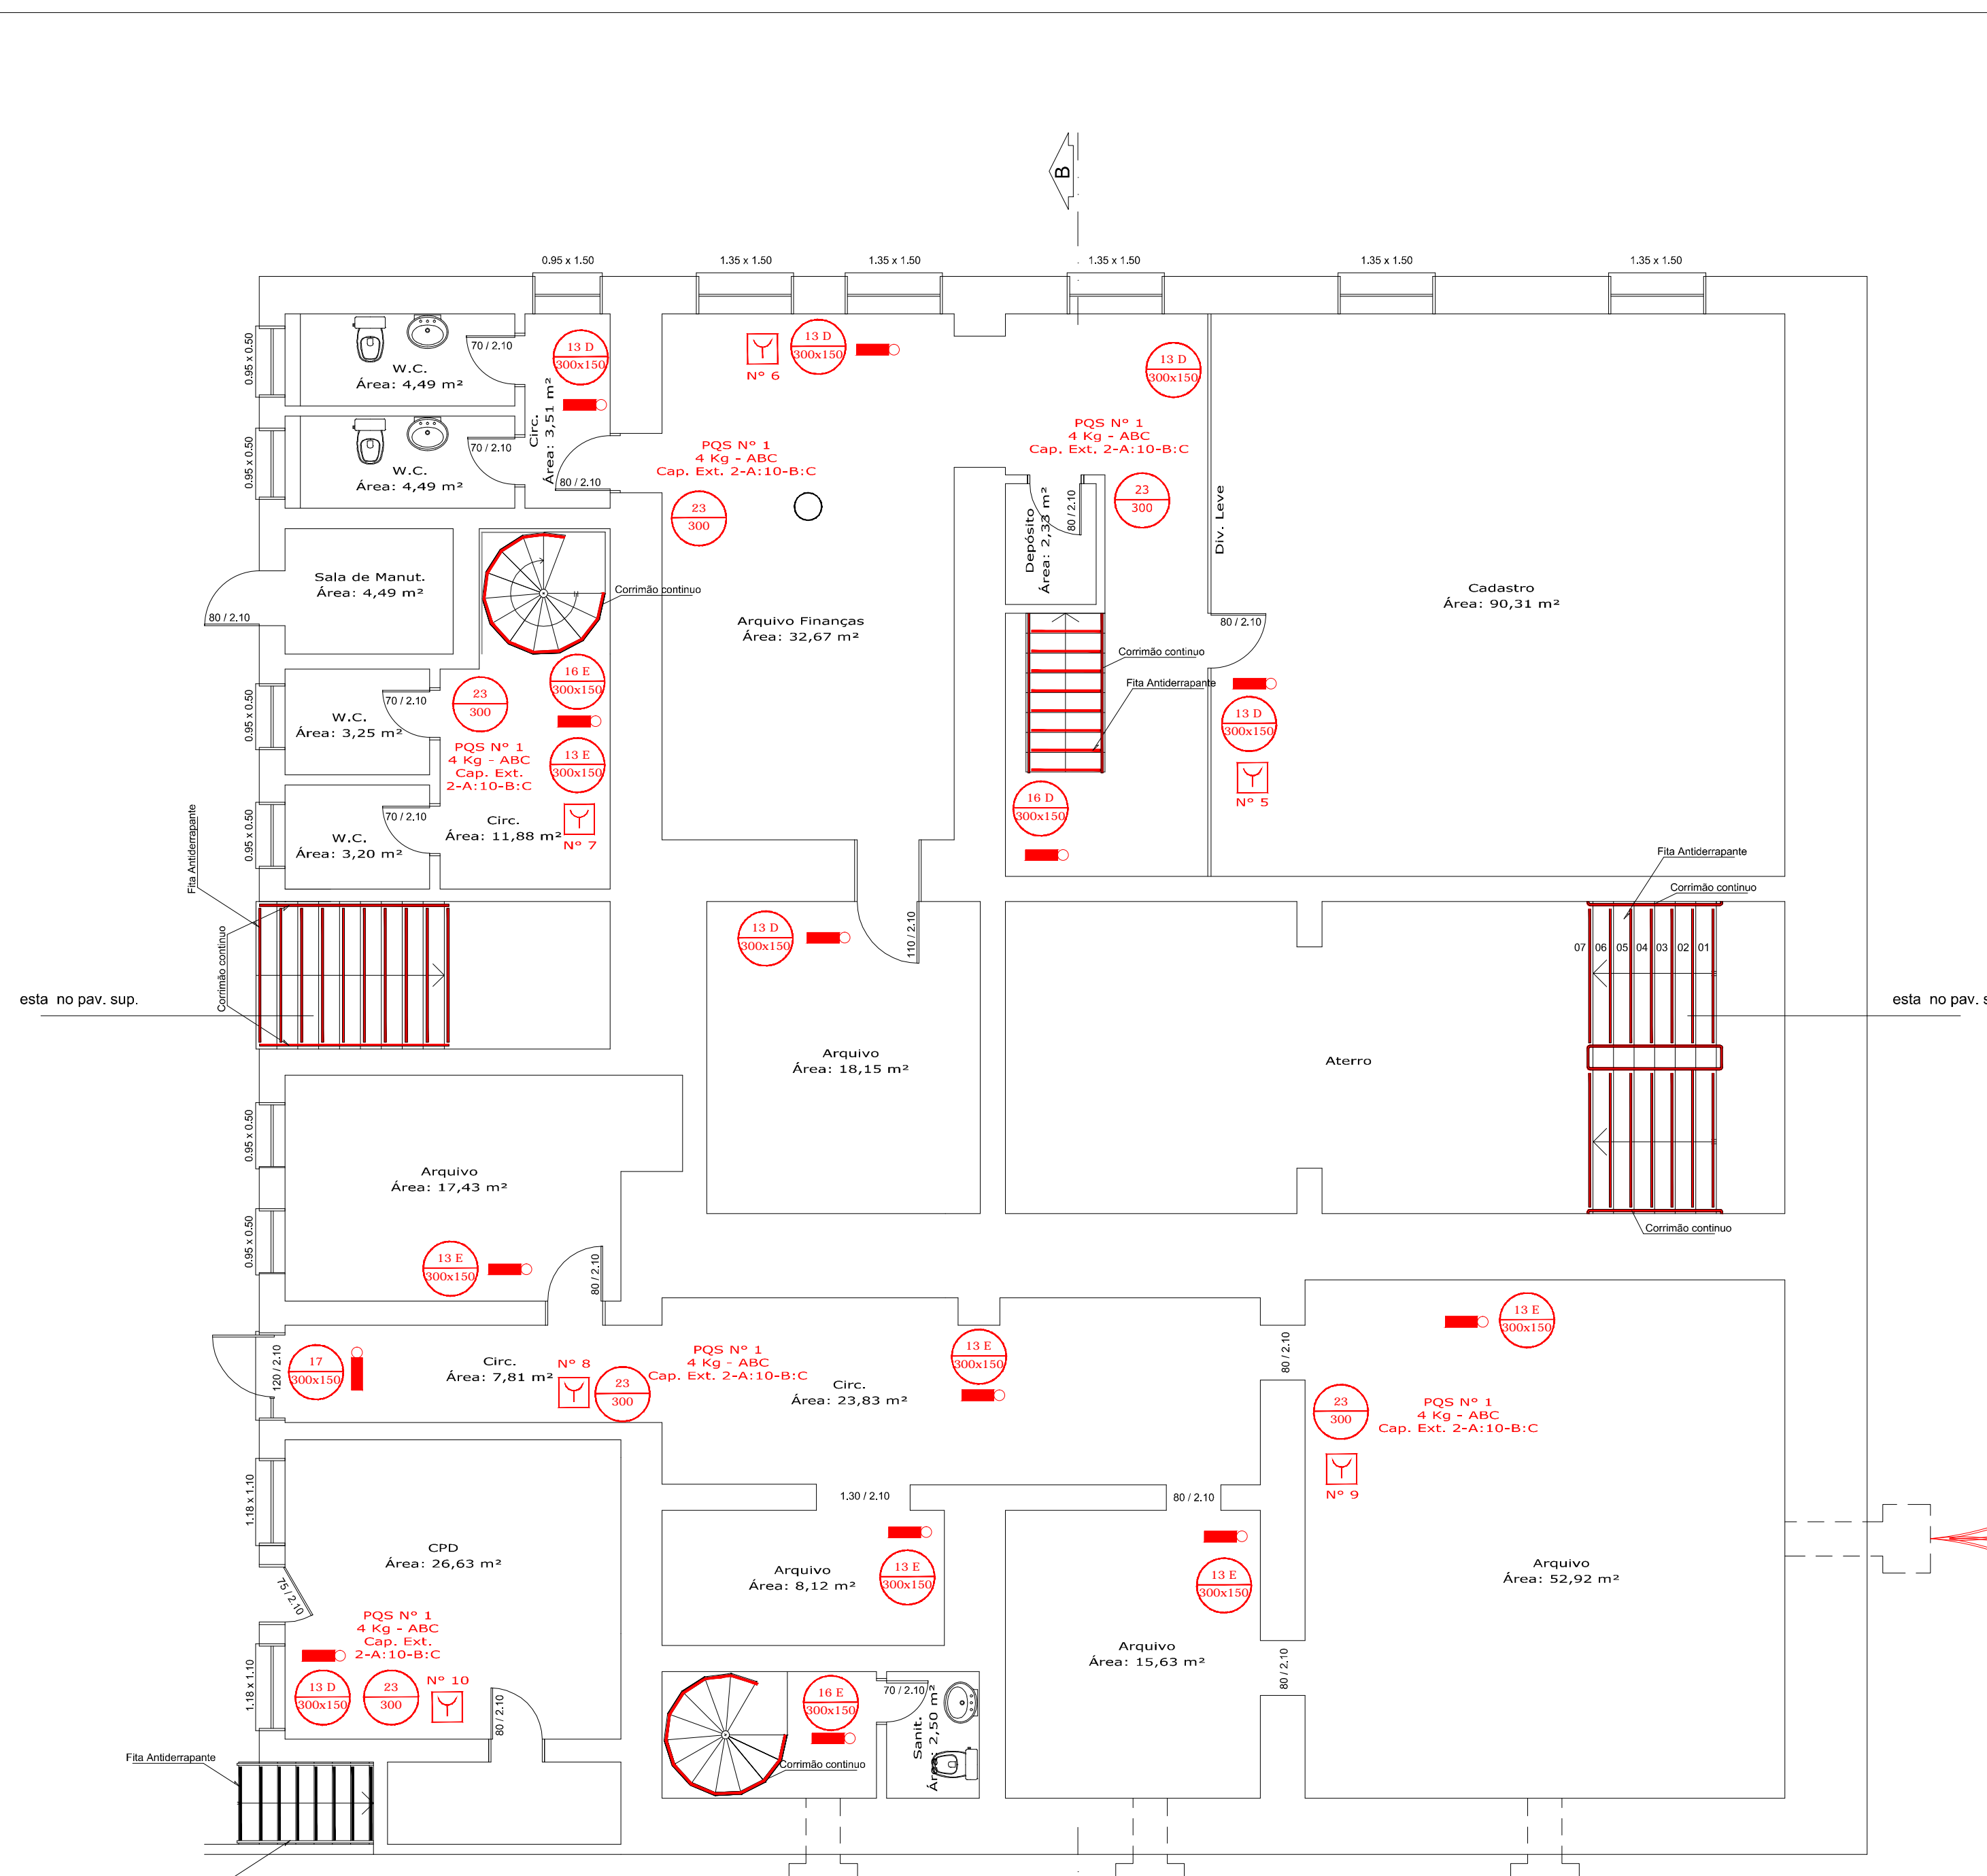 B
0.95 x 1.50
1.35 x 1.50
1.35 x 1.50
1.35 x 1.50
1.35 x 1.50
1.35 x 1.50
0.95 x 0.50
W.C.
Área: 4,49 m²
70 / 2.10
13 D
300x150
Circ.
Área: 3,51 m²
N° 6
13 D
300x150
13 D
300x150
0.95 x 0.50
W.C.
Área: 4,49 m²
70 / 2.10
80 / 2.10
PQS N° 1
4 Kg - ABC
Cap. Ext. 2-A:10-B:C
23
300
PQS N° 1
4 Kg - ABC
Cap. Ext. 2-A:10-B:C
23
300
Depósito
Área: 2,33 m²
80 / 2.10
Div. Leve
Sala de Manut.
Área: 4,49 m²
80 / 2.10
Corrimão continuo
Arquivo Finanças
Área: 32,67 m²
Cadastro
Área: 90,31 m²
80 / 2.10
Corrimão continuo
Fita Antiderrapante
0.95 x 0.50
W.C.
Área: 3,25 m²
70 / 2.10
23
300
16 E
300x150
13 D
300x150
N° 5
PQS N° 1
4 Kg - ABC
Cap. Ext.
2-A:10-B:C
13 E
300x150
16 D
300x150
0.95 x 0.50
W.C.
Área: 3,20 m²
70 / 2.10
Circ.
Área: 11,88 m²
N° 7
Fita Antiderrapante
Corrimão continuo
esta no pav. sup.
13 D
300x150
110 / 2.10
Fita Antiderrapante
Corrimão continuo
07 06 05 04 03 02 01
esta no pav. s
Arquivo
Área: 18,15 m²
Aterro
Corrimão continuo
0.95 x 0.50
Arquivo
Área: 17,43 m²
0.95 x 0.50
13 E
300x150
80 / 2.10
120 / 2.10
17
300x150
Circ.
Área: 7,81 m²
N° 8
23
300
PQS N° 1
4 Kg - ABC
Cap. Ext. 2-A:10-B:C
Circ.
Área: 23,83 m²
13 E
300x150
80 / 2.10
13 E
300x150
23
300
PQS N° 1
4 Kg - ABC
Cap. Ext. 2-A:10-B:C
N° 9
1.18 x 1.10
CPD
Área: 26,63 m²
75 / 2.10
1.30 / 2.10
80 / 2.10
Arquivo
Área: 8,12 m²
13 E
300x150
13 E
300x150
Arquivo
Área: 52,92 m²
PQS N° 1
4 Kg - ABC
Cap. Ext.
2-A:10-B:C
1.18 x 1.10
13 D
300x150
23
300
N° 10
80 / 2.10
16 E
300x150
70 / 2.10
Sanit.
Área: 2,50 m²
Arquivo
Área: 15,63 m²
80 / 2.10
Fita Antiderrapante
Corrimão continuo